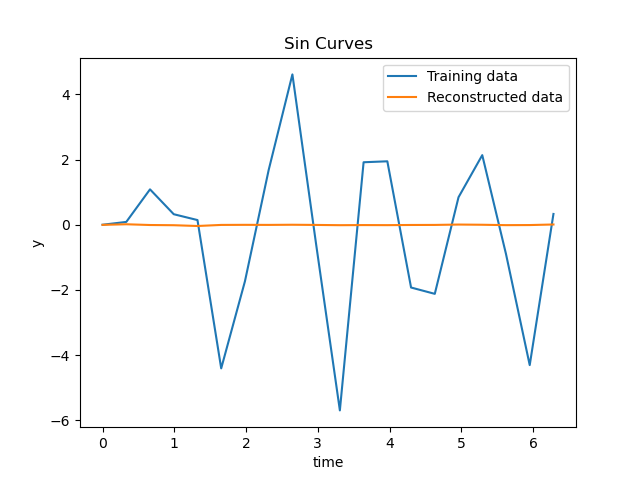 Sin Curves
Training data
Reconstructed data
4
2
0
−2
−4
−6
y
0 1 2 3 4 5 6
time